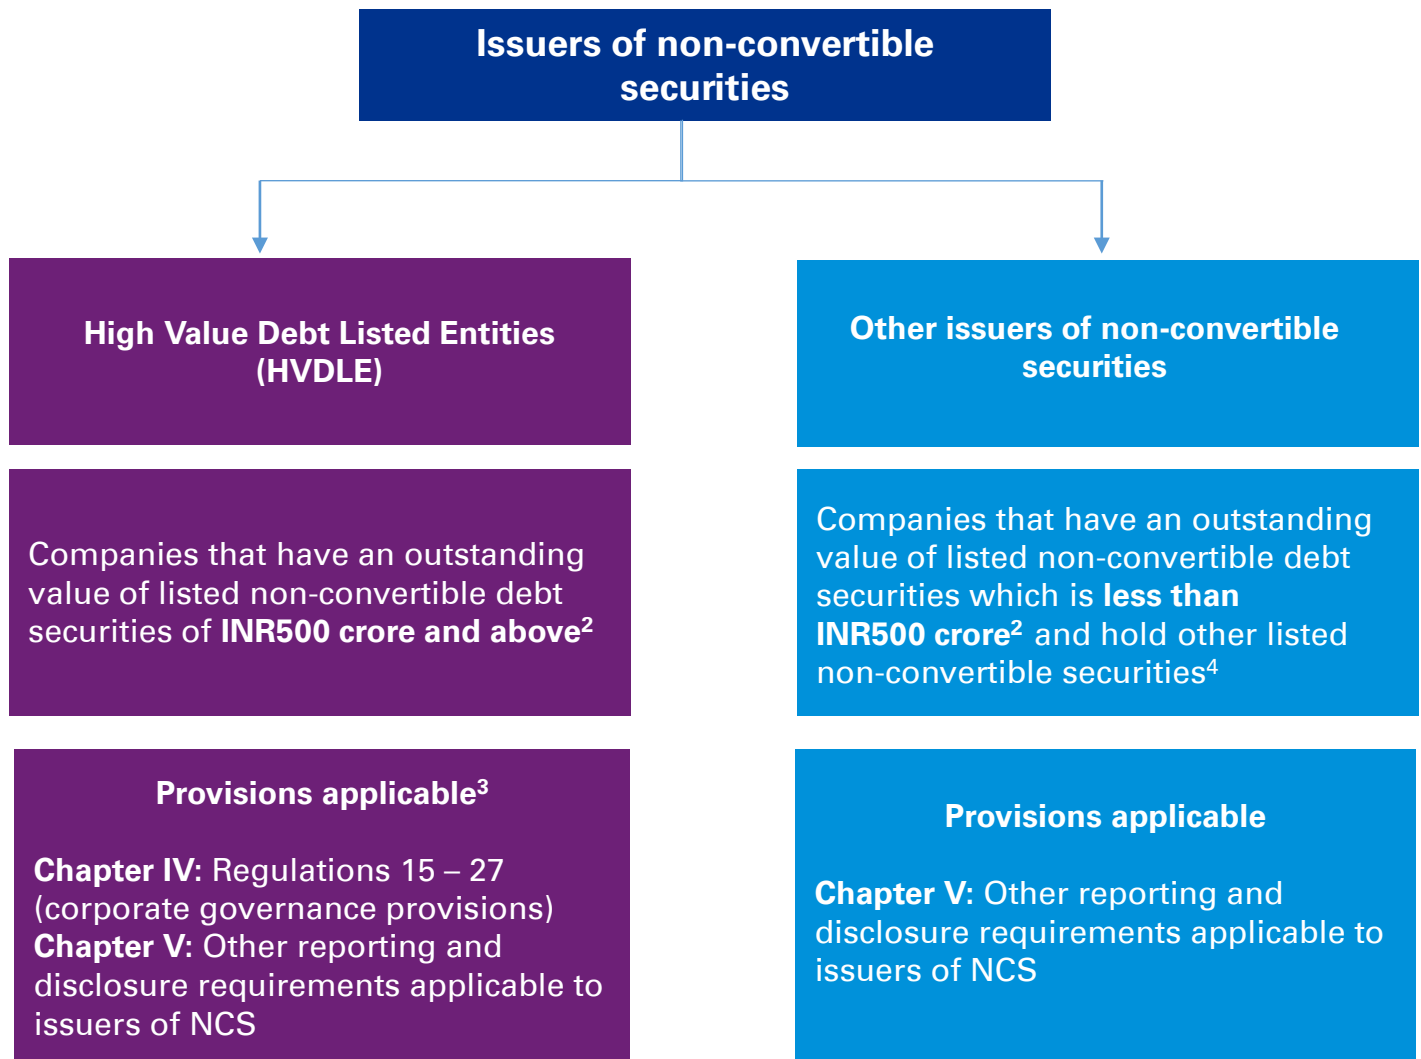 Issuers of non-convertible
securities
High Value Debt Listed Entities
(HVDLE)
Other issuers of non-convertible
securities
Companies that have an outstanding
value of listed non-convertible debt
securities of INR500 crore and above²
Companies that have an outstanding
value of listed non-convertible debt
securities which is less than
INR500 crore² and hold other listed
non-convertible securities⁴
Provisions applicable³
Chapter IV: Regulations 15 – 27
(corporate governance provisions)
Chapter V: Other reporting and
disclosure requirements applicable to
issuers of NCS
Provisions applicable
Chapter V: Other reporting and
disclosure requirements applicable to
issuers of NCS